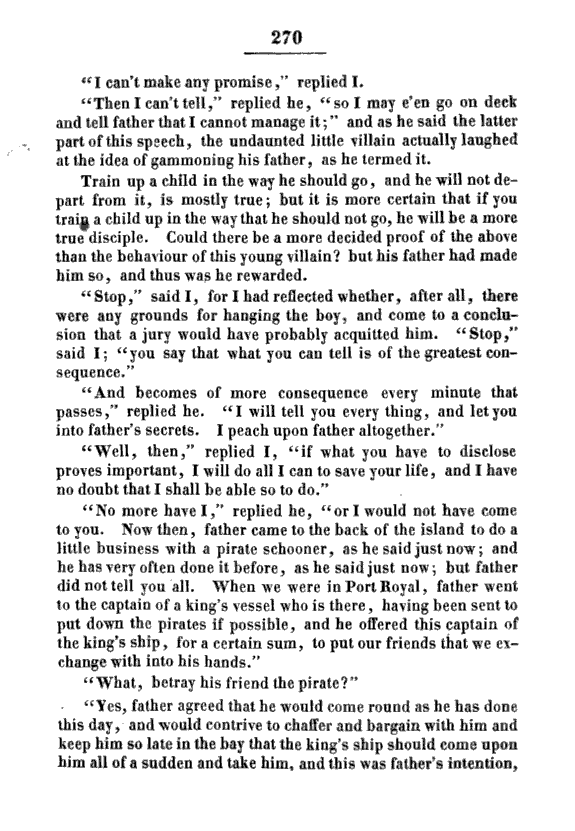 270
“I can't make any promise,” replied I.
“Then I can't tell,” replied he, “so I may e'en go on deck
and tell father that I cannot manage it;” and as he said the latter
part of this speech, the undaunted little villain actually laughed
at the idea of gammoning his father, as he termed it.
Train up a child in the way he should go, and he will not de-
part from it, is mostly true; but it is more certain that if you
train a child up in the way that he should not go, he will be a more
true disciple. Could there be a more decided proof of the above
than the behaviour of this young villain? but his father had made
him so, and thus was he rewarded.
“Stop,” said I, for I had reflected whether, after all, there
were any grounds for hanging the boy, and come to a conclu-
sion that a jury would have probably acquitted him. “Stop,”
said I; “you say that what you can tell is of the greatest con-
sequence.”
“And becomes of more consequence every minute that
passes,” replied he. “I will tell you every thing, and let you
into father's secrets. I peach upon father altogether.”
“Well, then,” replied I, “if what you have to disclose
proves important, I will do all I can to save your life, and I have
no doubt that I shall be able so to do.”
“No more have I,” replied he, “or I would not have come
to you. Now then, father came to the back of the island to do a
little business with a pirate schooner, as he said just now; and
he has very often done it before, as he said just now; but father
did not tell you all. When we were in Port Royal, father went
to the captain of a king's vessel who is there, having been sent to
put down the pirates if possible, and he offered this captain of
the king's ship, for a certain sum, to put our friends that we ex-
change with into his hands.”
“What, betray his friend the pirate?”
“Yes, father agreed that he would come round as he has done
this day, and would contrive to chaffer and bargain with him and
keep him so late in the bay that the king's ship should come upon
him all of a sudden and take him, and this was father's intention,